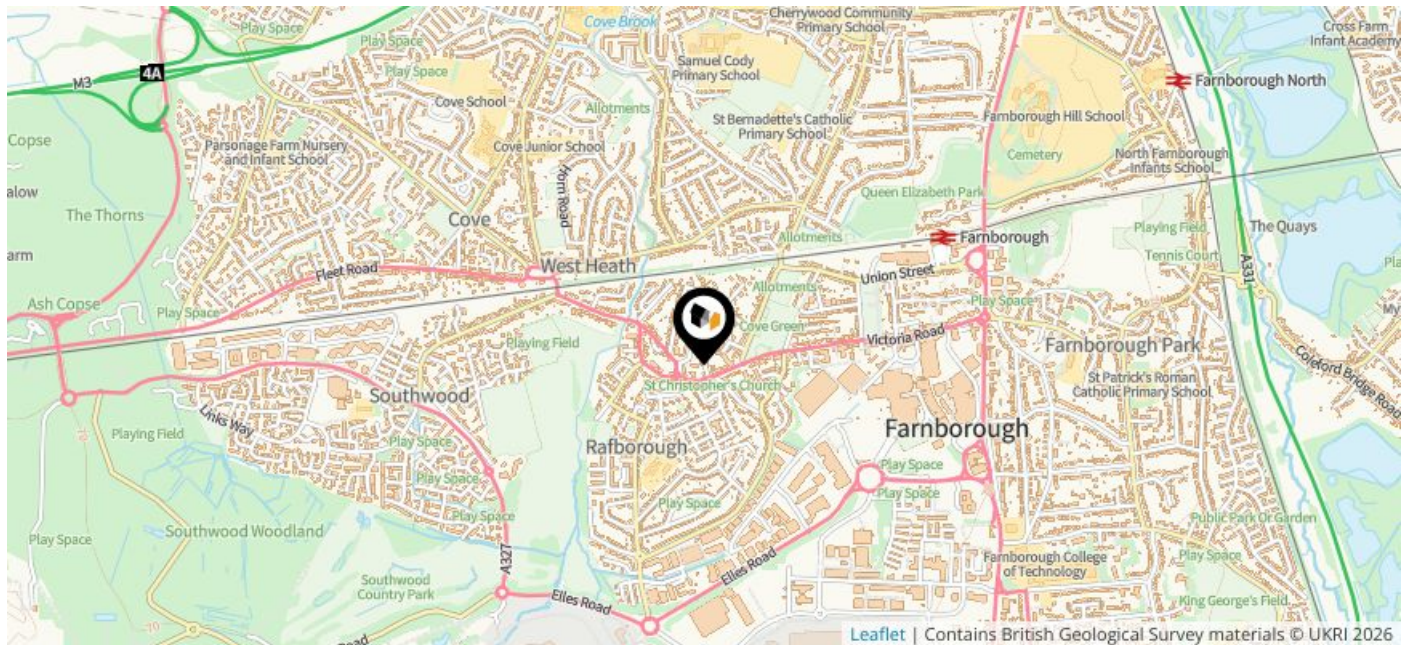 Cove Brook
Play Space
Play Space
Cherrywood Community
Primary School
Cross Farm
Infant Academy
M3
4A
Play Space
Samuel Cody
Primary School
Farnborough North
Cove School
Allotments
St Bernadette's Catholic
Primary School
Farnborough Hill School
Copse
Parsonage Farm Nursery
and Infant School
Cove Junior School
Cemetery
North Farnborough
Infants School
alow
The Thorns
Cove
Queen Elizabeth Park
Playing Field
The Quays
arm
West Heath
Allotments
Farnborough
Tennis Court
Fleet Road
Union Street
A331
Ash Copse
Play Space
Allotments
Play Space
Cove Green
Playing Field
Victoria Road
Farnborough Park
St Christopher's Church
St Patrick's Roman
Catholic Primary School
Coleford Bridge Road
Southwood
Links Way
Playing Field
Play Space
Rafborough
Farnborough
Play Space
Play Space
Play Space
Play Space
Play Space
Public Park Or Garden
Southwood Woodland
Play Space
A327
Elles Road
Farnborough College
of Technology
Play Space
Southwood
Country Park
Elles Road
King George's Field
Road
Leaflet | Contains British Geological Survey materials © UKRI 2026